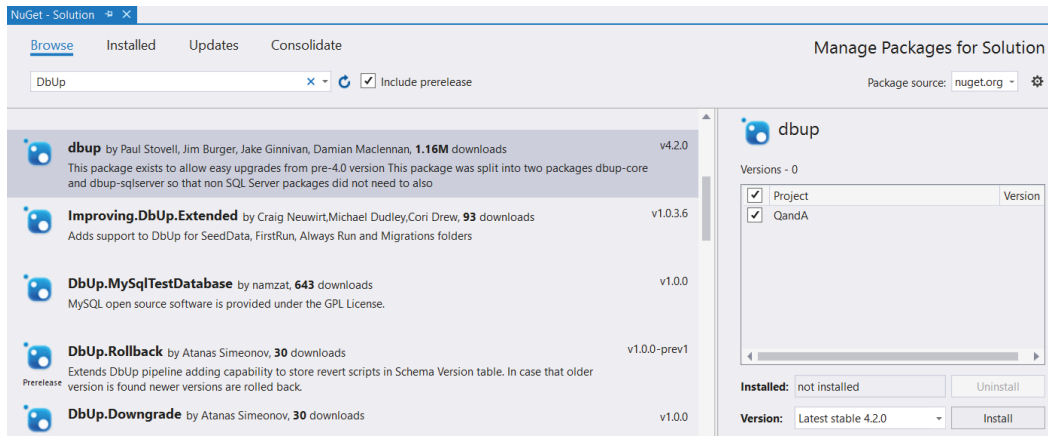 NuGet - Solution
Browse Installed Updates Consolidate
Manage Packages for Solution
DbUp
Include prerelease
Package source: nuget.org
dbup by Paul Stovell, Jim Burger, Jake Ginnivan, Damian Maclennan, 1.16M downloads v4.2.0
This package exists to allow easy upgrades from pre-4.0 version This package was split into two packages dbup-core
and dbup-sqlserver so that non SQL Server packages did not need to also
Improving.DbUp.Extended by Craig Neuwirt,Michael Dudley,Cori Drew, 93 downloads v1.0.3.6
Adds support to DbUp for SeedData, FirstRun, Always Run and Migrations folders
DbUp.MySqlTestDatabase by namzat, 643 downloads v1.0.0
MySQL open source software is provided under the GPL License.
DbUp.Rollback by Atanas Simeonov, 30 downloads v1.0.0-prev1
Extends DbUp pipeline adding capability to store revert scripts in Schema Version table. In case that older
Prerelease version is found newer versions are rolled back.
DbUp.Downgrade by Atanas Simeonov, 30 downloads v1.0.0
dbup
Versions - 0
Project Version
QandA
Installed: not installed Uninstall
Version: Latest stable 4.2.0 Install